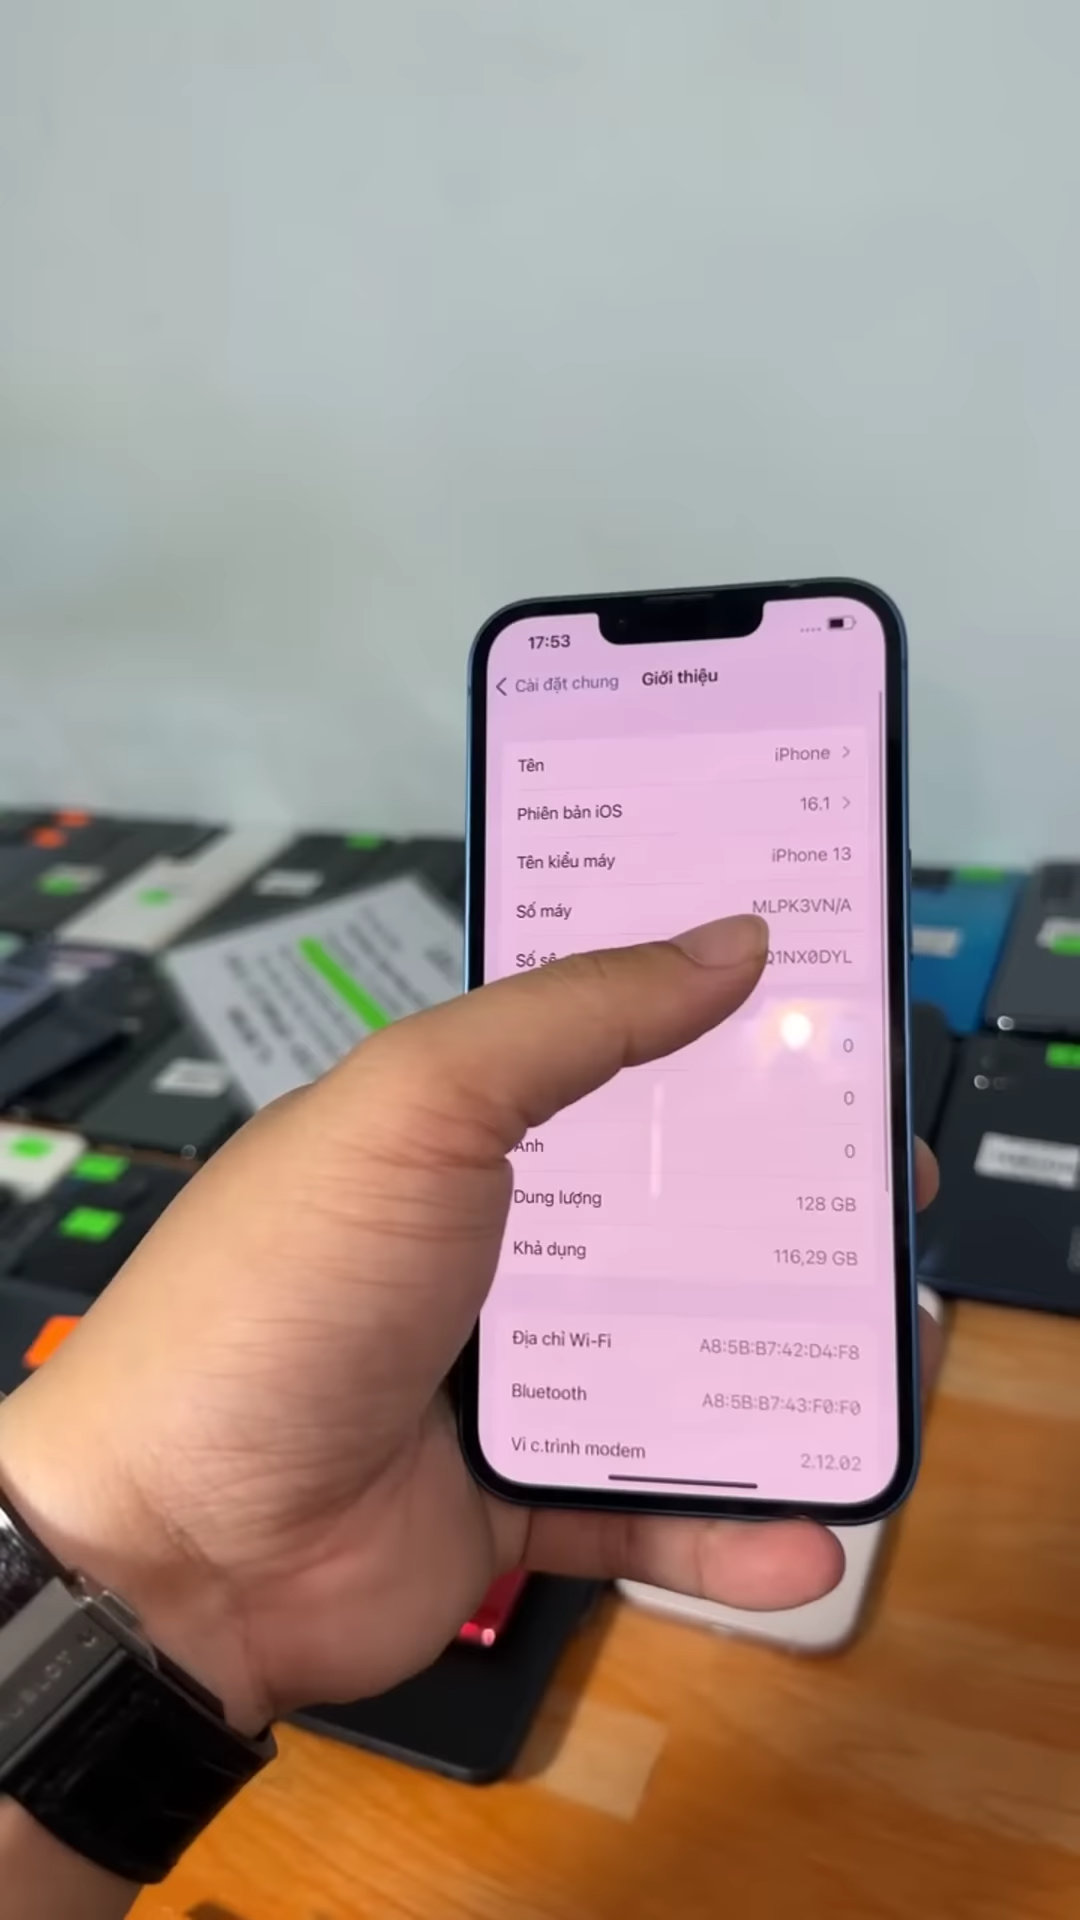 17:53
Cài đặt chung
Giới thiệu
Tên iPhone
Phiên bản iOS 16.1
Tên kiểu máy iPhone 13
Số máy MLPK3VN/A
Số Q1NX0DYL
0
0
Ảnh 0
Dung lượng 128 GB
Khả dụng 116,29 GB
Địa chỉ Wi-Fi A8:5B:B7:42:D4:F8
Bluetooth A8:5B:B7:43:F0:F0
Vi c.trình modem 2.12.02